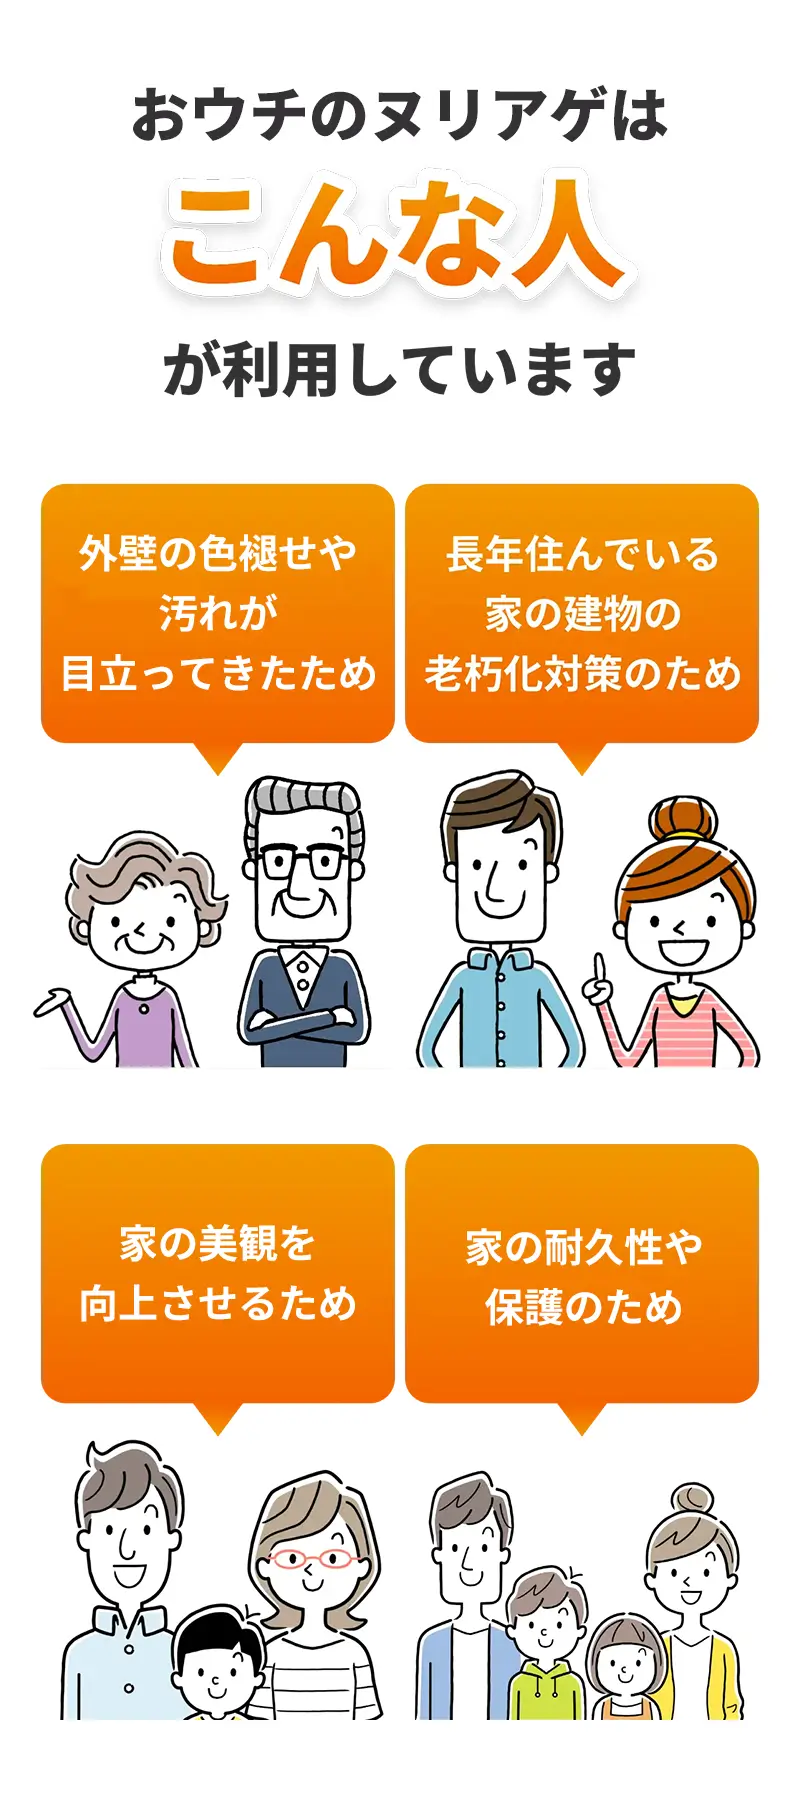 おウチのヌリアゲは
こんな人
が利用しています
外壁の色褪せや
汚れが
目立ってきたため
長年住んでいる
家の建物の
老朽化対策のため
家の美観を
向上させるため
家の耐久性や
保護のため